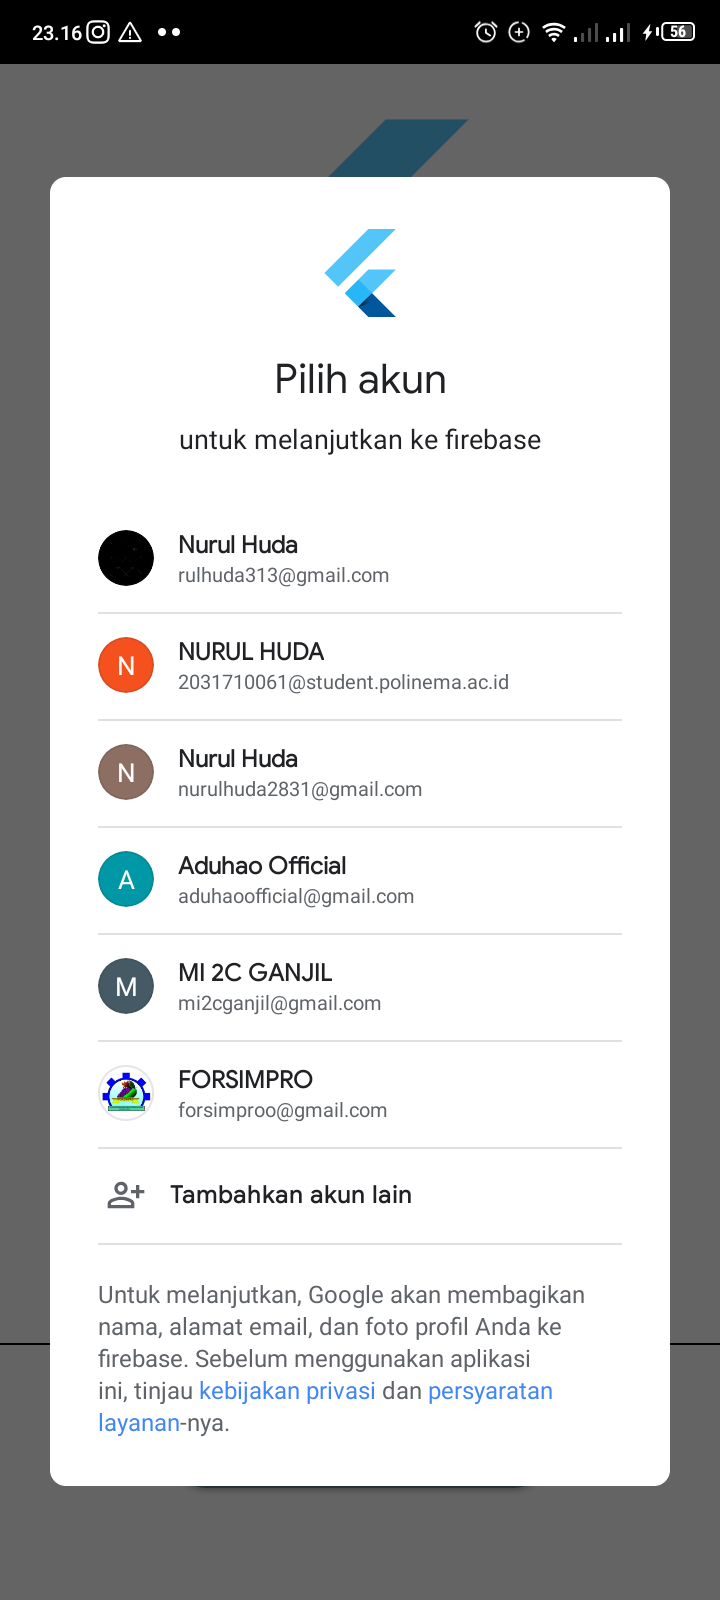 23.16
56
Pilih akun
untuk melanjutkan ke firebase
Nurul Huda
rulhuda313@gmail.com
N
NURUL HUDA
2031710061@student.polinema.ac.id
N
Nurul Huda
nurulhuda2831@gmail.com
A
Aduhao Official
aduhaoofficial@gmail.com
M
MI 2C GANJIL
mi2cganjil@gmail.com
FORSIMPRO
forsimproo@gmail.com
Tambahkan akun lain
Untuk melanjutkan, Google akan membagikan
nama, alamat email, dan foto profil Anda ke
firebase. Sebelum menggunakan aplikasi
ini, tinjau kebijakan privasi dan persyaratan
layanan-nya.